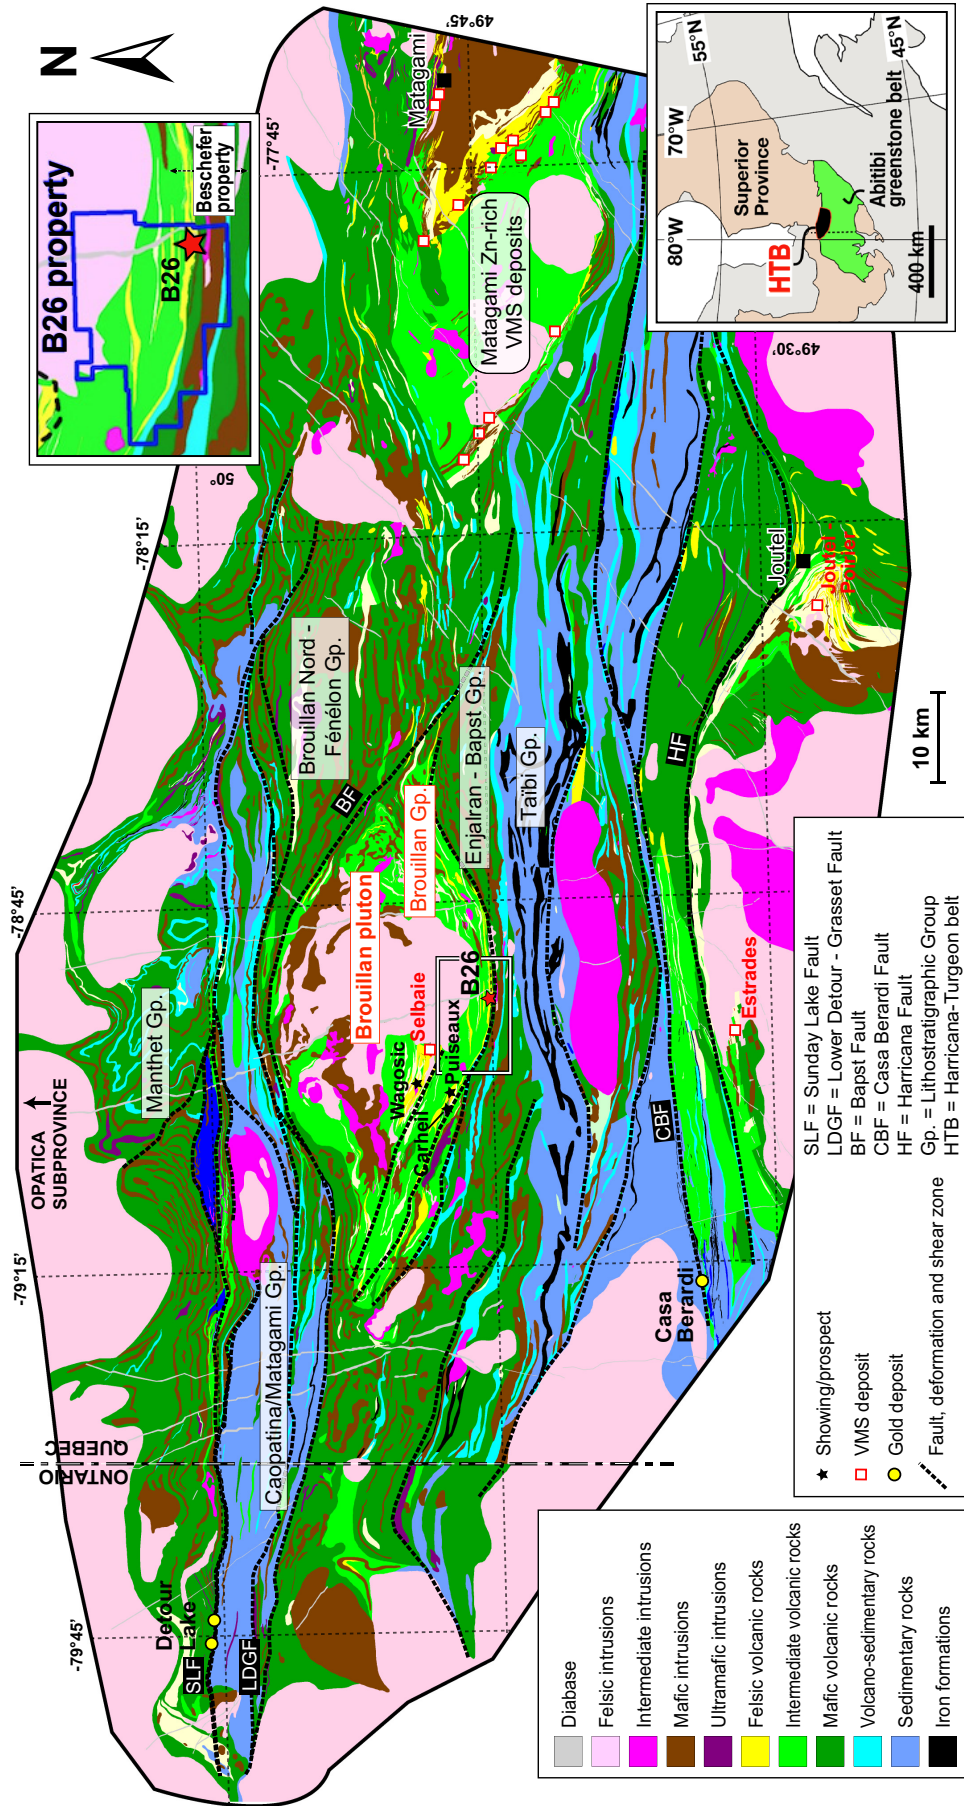 N
B26 property
B26
Beschefer
property
-79°45'
-79°15'
-78°45'
-78°15'
-77°45'
50°
49°45'
49°30'
OPATICA
SUBPROVINCE
ONTARIO
QUEBEC
Detour
Lake
SLF
LDGF
Caopatina/Matagami Gp.
Manthet Gp.
Brouillan Nord -
Fénélon Gp.
BF
Brouillan pluton
Brouillan Gp.
Selbaie
Wagosic
Carheil
Puiseaux
B26
Enjalran - Bapst Gp.
Taïbi Gp.
Matagami
Matagami Zn-rich
VMS deposits
HF
CBF
Casa
Berardi
Estrades
Joutel
Joutel -
Poirier
10 km
80°W
70°W
55°N
45°N
Superior
Province
HTB
Abitibi
greenstone belt
400 km
Diabase
Felsic intrusions
Intermediate intrusions
Mafic intrusions
Ultramafic intrusions
Felsic volcanic rocks
Intermediate volcanic rocks
Mafic volcanic rocks
Volcano-sedimentary rocks
Sedimentary rocks
Iron formations
Showing/prospect
VMS deposit
Gold deposit
Fault, deformation and shear zone
SLF = Sunday Lake Fault
LDGF = Lower Detour - Grasset Fault
BF = Bapst Fault
CBF = Casa Berardi Fault
HF = Harricana Fault
Gp. = Lithostratigraphic Group
HTB = Harricana-Turgeon belt